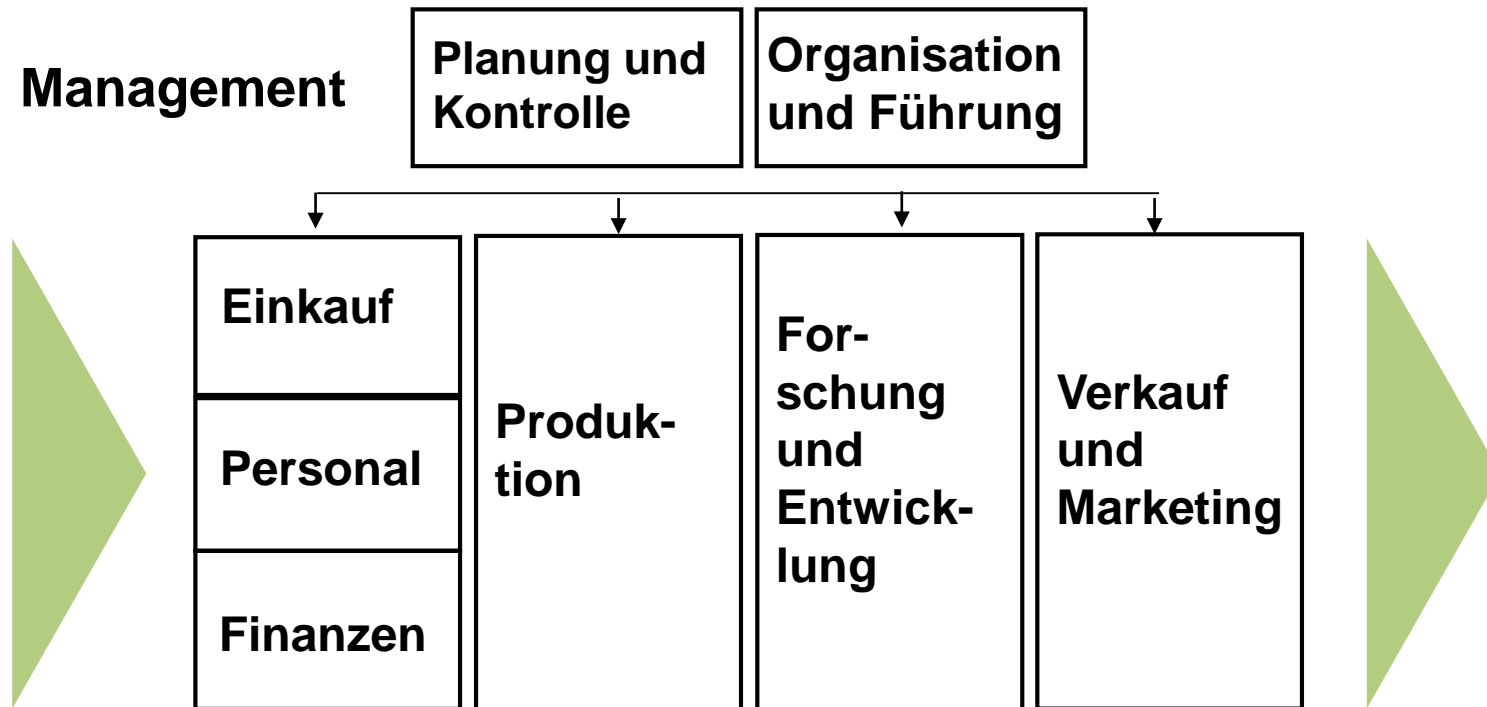 Management
Planung und
Kontrolle
Organisation
und Führung
Einkauf
Personal
Finanzen
Produk-
tion
For-
schung
und
Entwick-
lung
Verkauf
und
Marketing